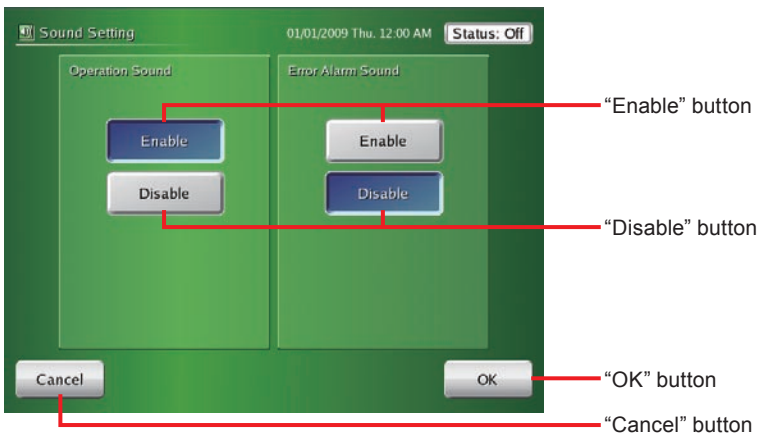 Sound Setting 01/01/2009 Thu. 12:00 AM Status: Off
Operation Sound Error Alarm Sound
"Enable" button
Enable Enable
Disable Disable
"Disable" button
Cancel OK "OK" button
"Cancel" button